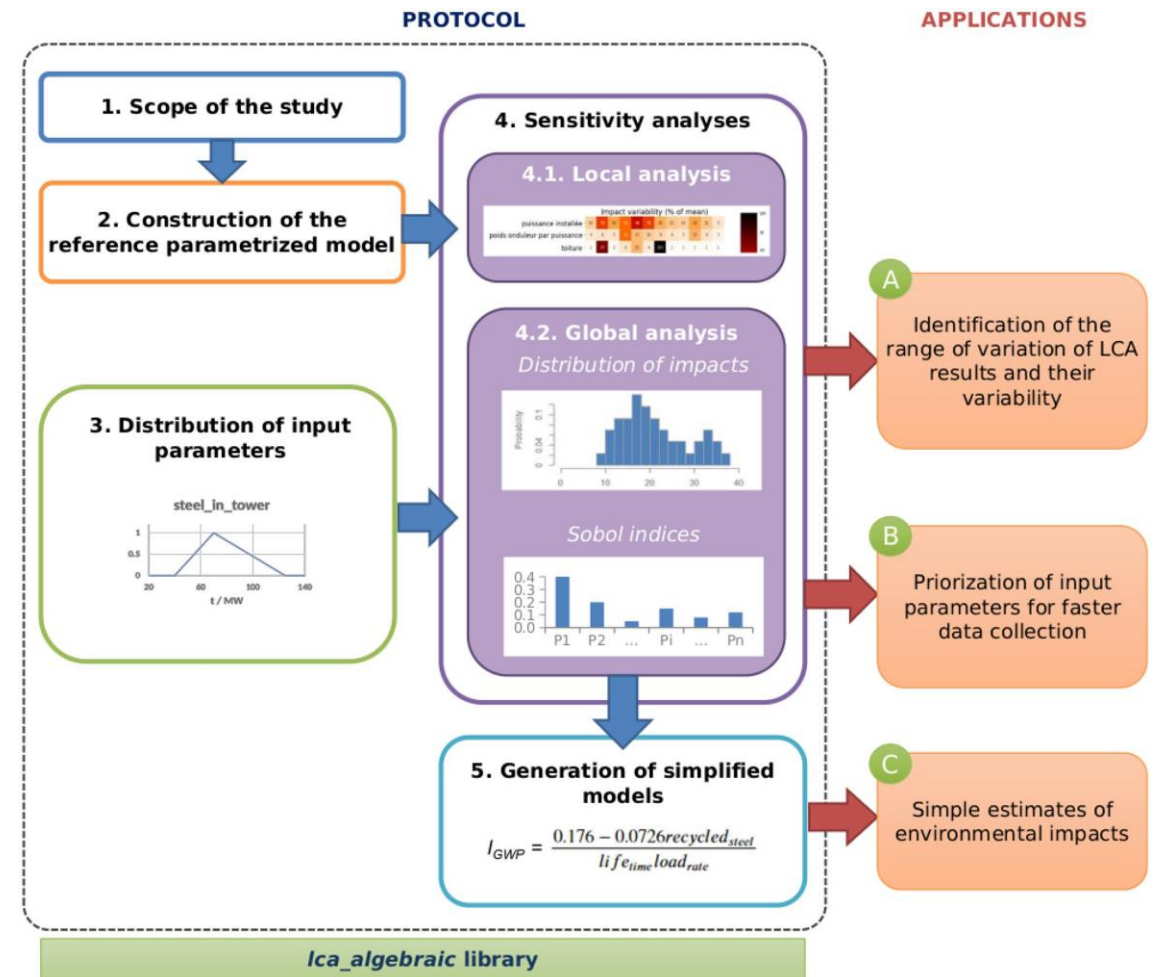 PROTOCOL
APPLICATIONS
1. Scope of the study
2. Construction of the
reference parametrized model
3. Distribution of input
parameters
steel_in_tower
1
0.5
0
20 60 100 140
t / MW
4. Sensitivity analyses
4.1. Local analysis
Impact variability (% of mean)
puissance installée
poids onduleur par puissance
toiture
4.2. Global analysis
Distribution of impacts
Probability
0.1
0.04
0
0 10 20 30 40
Sobol indices
0.4
0.3
0.2
0.1
0.0
P1 P2 ... Pi ... Pn
5. Generation of simplified
models
I_GWP = (0.176 − 0.0726recycled_steel) / (life_time load_rate)
A
Identification of the
range of variation of LCA
results and their
variability
B
Priorization of input
parameters for faster
data collection
C
Simple estimates of
environmental impacts
lca_algebraic library